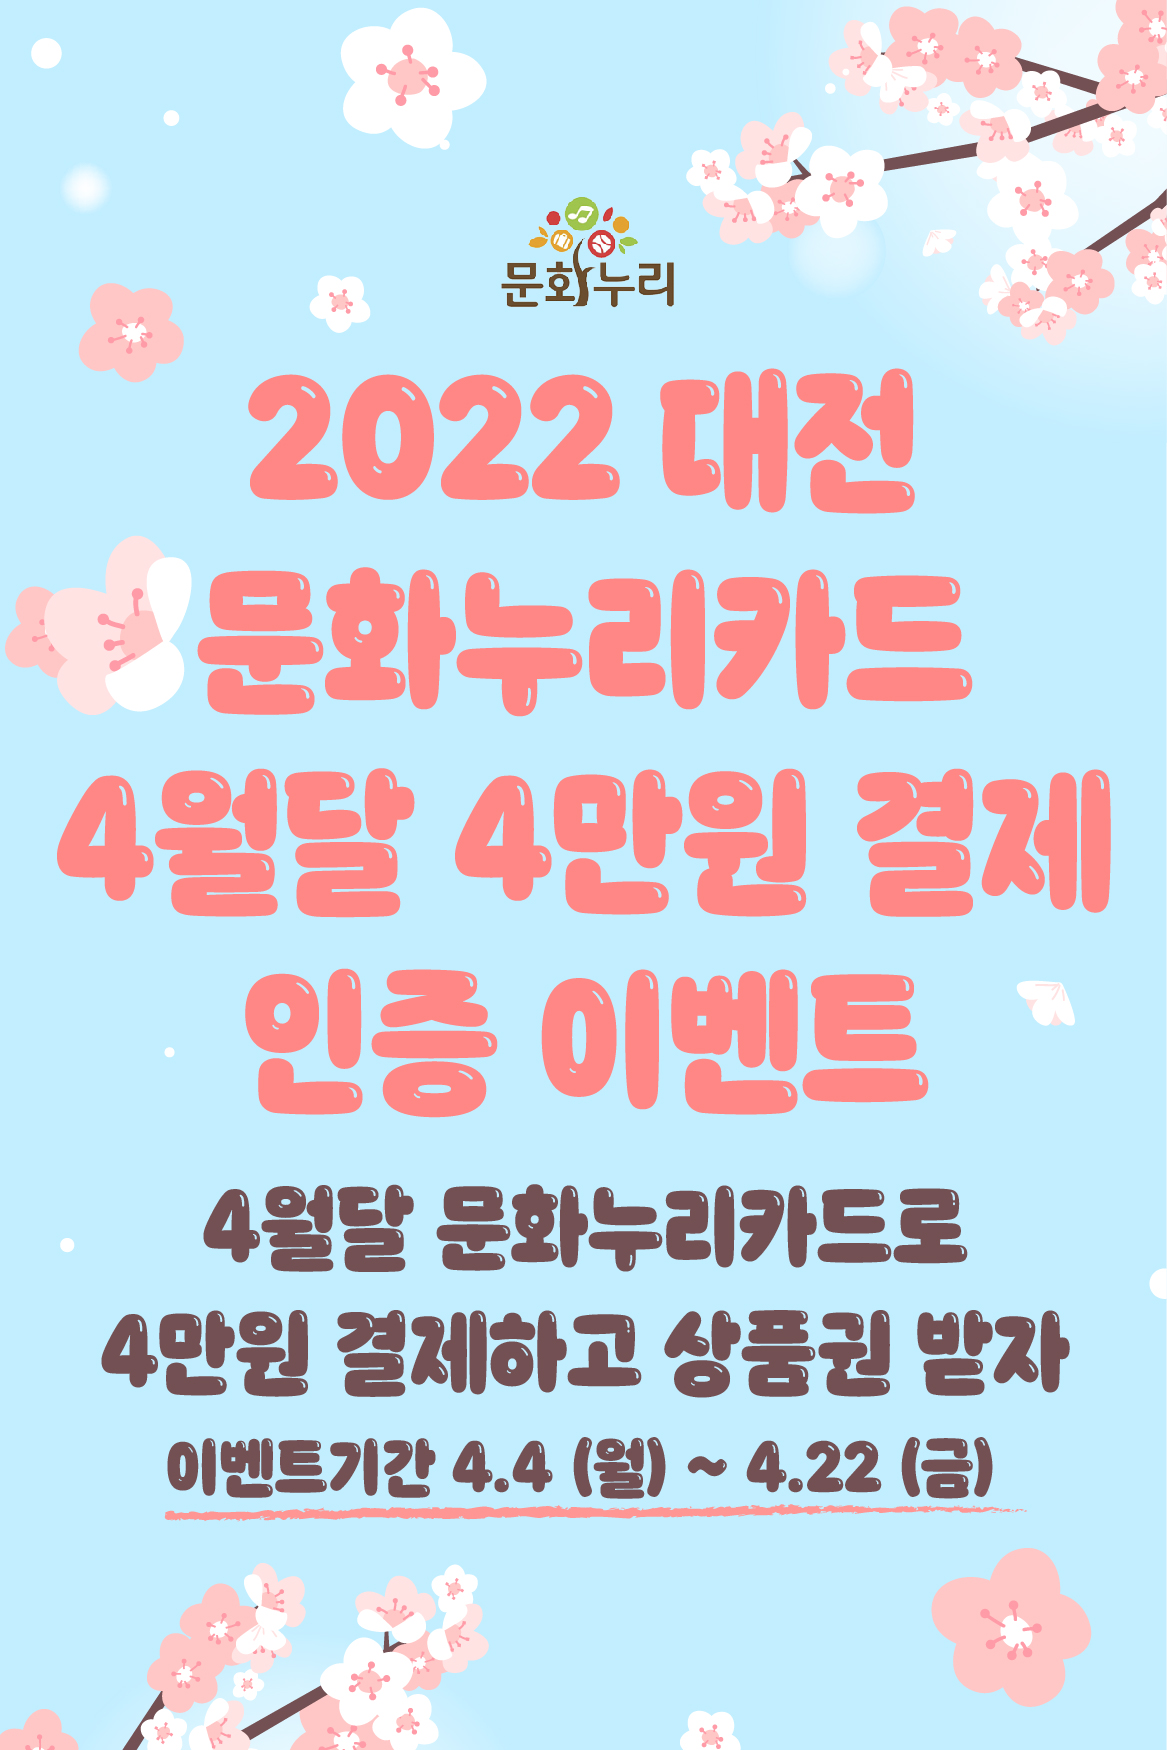 문화누리
2022 대전
문화누리카드
4월달 4만원 결제
인증 이벤트
4월달 문화누리카드로
4만원 결제하고 상품권 받자
이벤트기간 4.4 (월) ~ 4.22 (금)